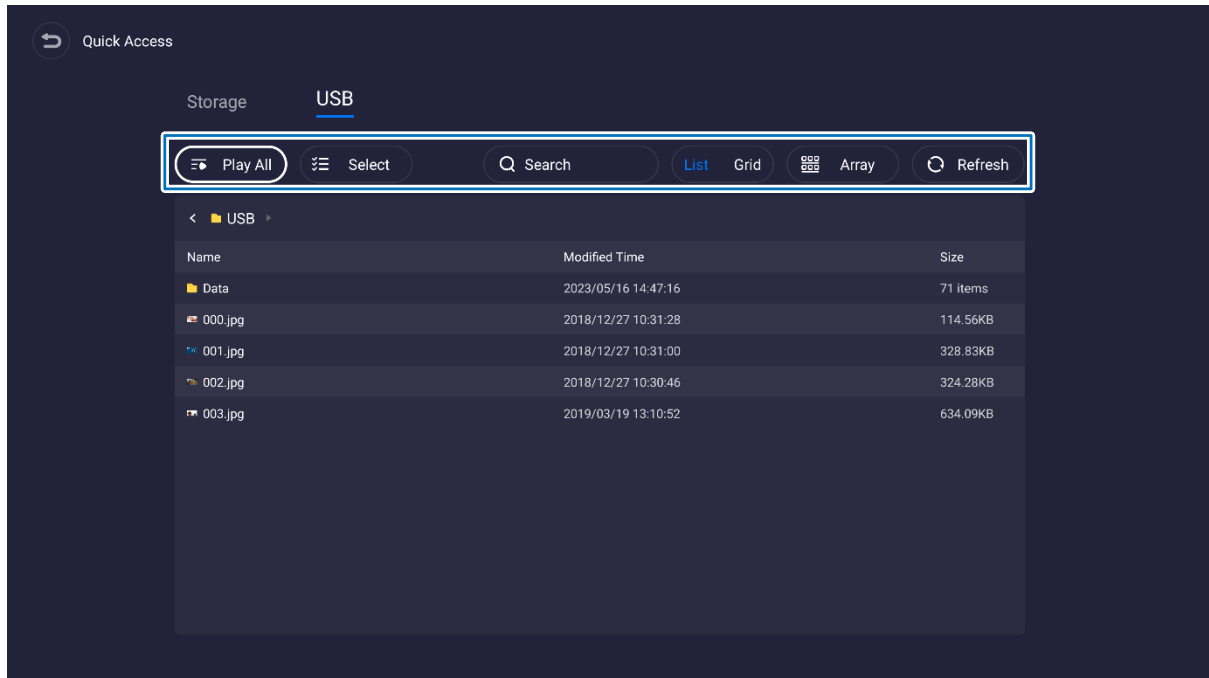 Quick Access
Storage USB
Play All Select Search List Grid Array Refresh
USB
Name Modified Time Size
Data 2023/05/16 14:47:16 71 items
000.jpg 2018/12/27 10:31:28 114.56KB
001.jpg 2018/12/27 10:31:00 328.83KB
002.jpg 2018/12/27 10:30:46 324.28KB
003.jpg 2019/03/19 13:10:52 634.09KB